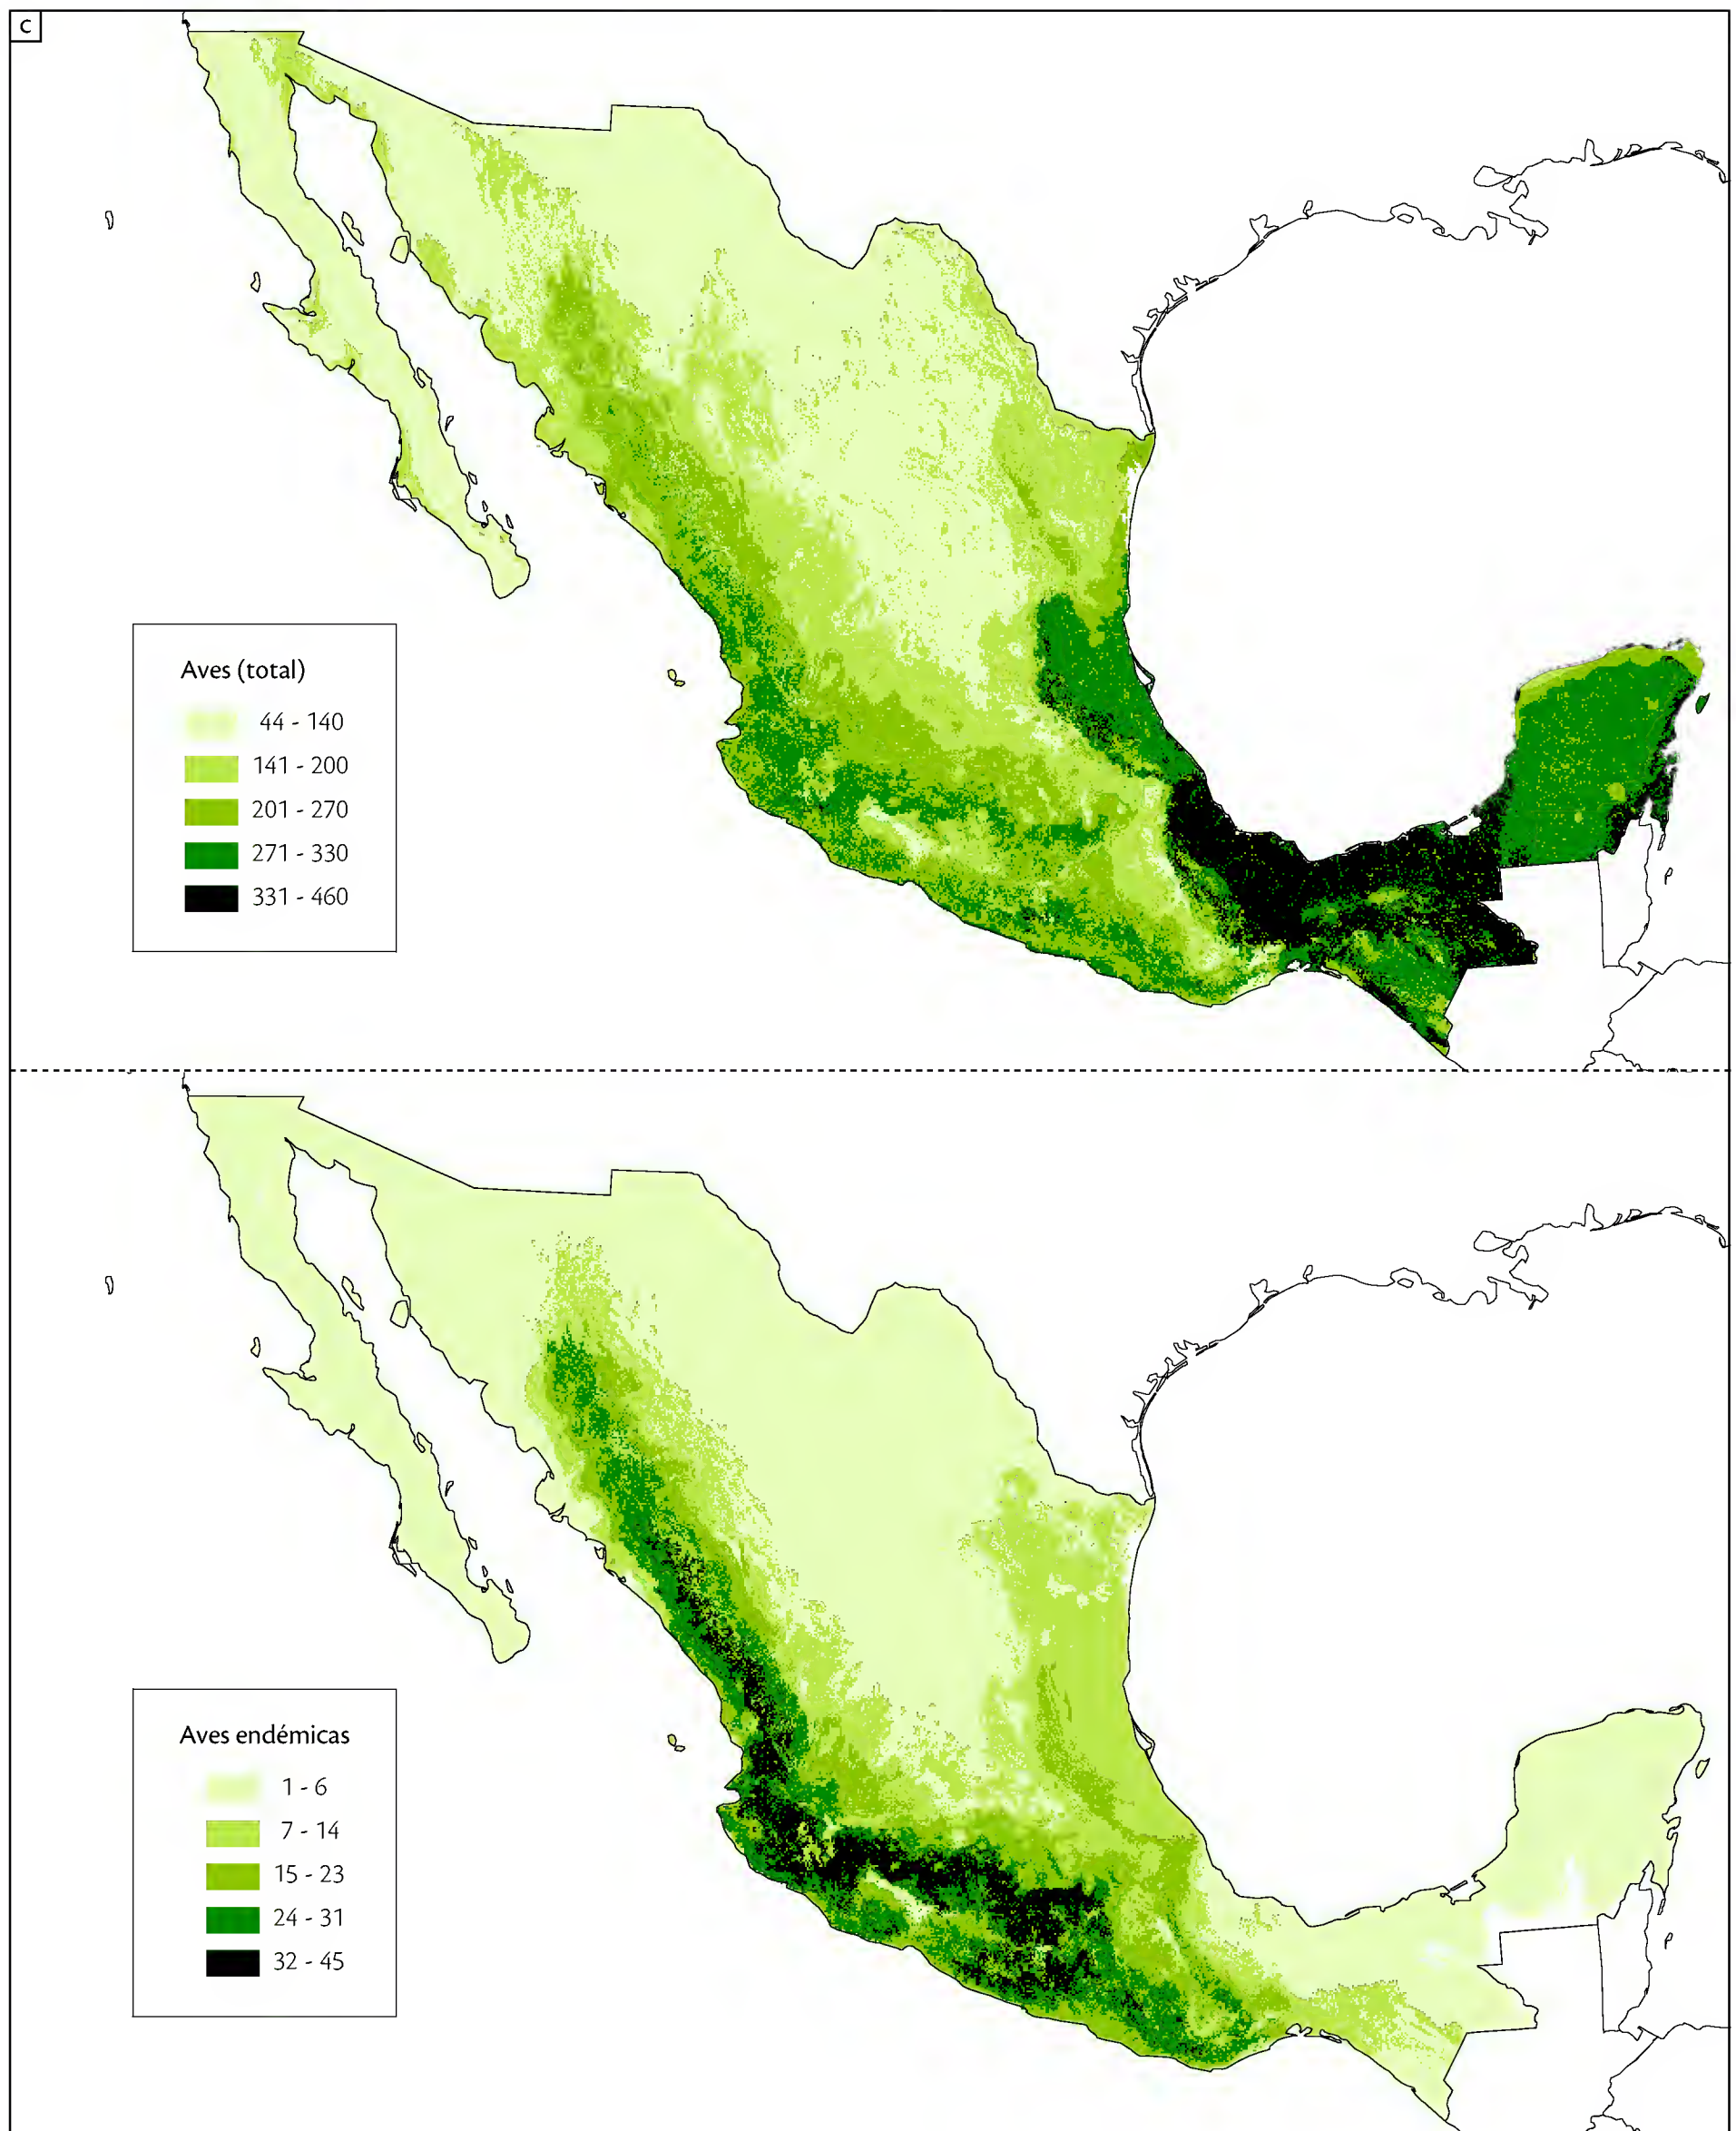 c
Aves (total)
44 - 140
141 - 200
201 - 270
271 - 330
331 - 460
Aves endémicas
1 - 6
7 - 14
15 - 23
24 - 31
32 - 45